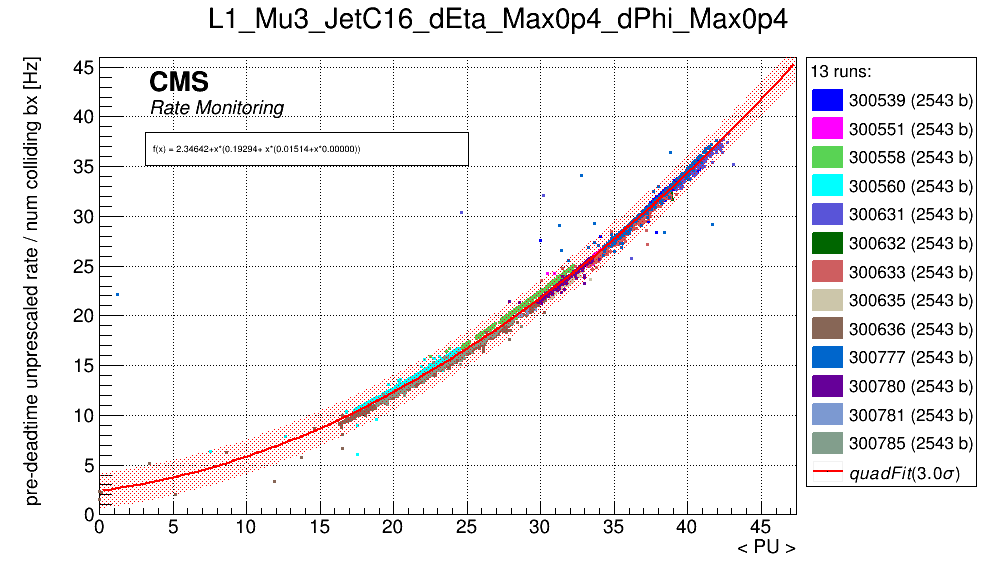 L1_Mu3_JetC16_dEta_Max0p4_dPhi_Max0p4
pre-deadtime unprescaled rate / num colliding bx [Hz]
CMS
Rate Monitoring
f(x) = 2.34642+x*(0.19294+ x*(0.01514+x*0.00000))
45
40
35
30
25
20
15
10
5
0
0 5 10 15 20 25 30 35 40 45
< PU >
13 runs:
300539 (2543 b)
300551 (2543 b)
300558 (2543 b)
300560 (2543 b)
300631 (2543 b)
300632 (2543 b)
300633 (2543 b)
300635 (2543 b)
300636 (2543 b)
300777 (2543 b)
300780 (2543 b)
300781 (2543 b)
300785 (2543 b)
quadFit(3.0σ)